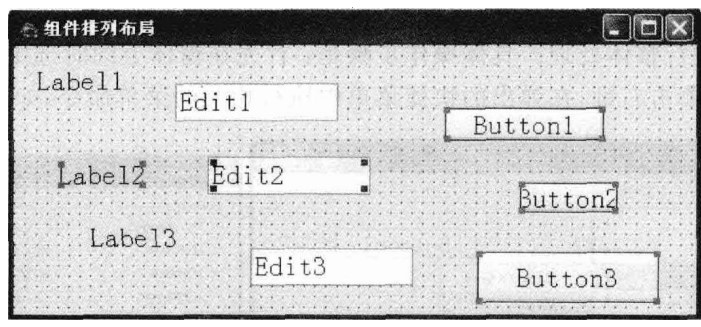 组件排列布局
Label1
Edit1
Button1
Label2
Edit2
Button2
Label3
Edit3
Button3